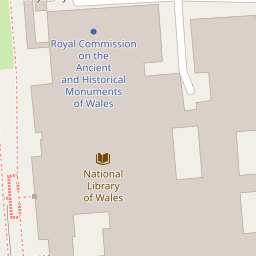 Royal Commission
on the
Ancient
and Historical
Monuments
of Wales
National
Library
of Wales